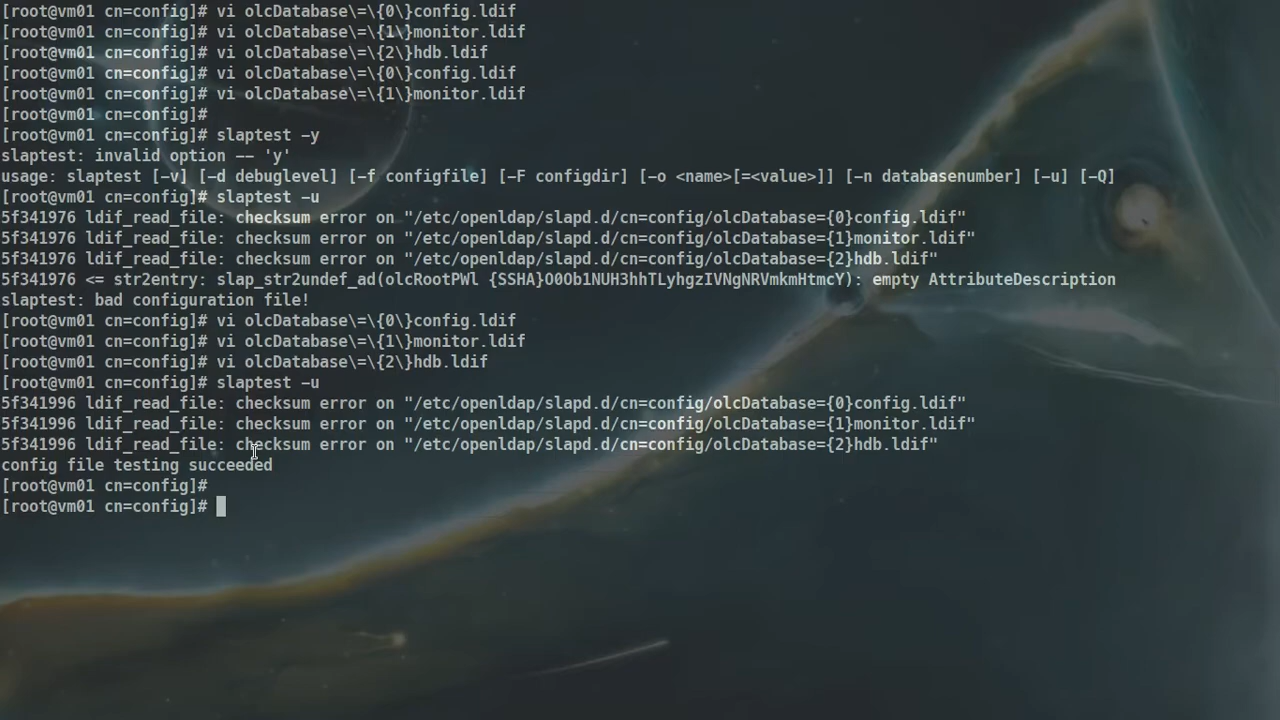 [root@vm01 cn=config]# vi olcDatabase\=\{0\}config.ldif
[root@vm01 cn=config]# vi olcDatabase\=\{1\}monitor.ldif
[root@vm01 cn=config]# vi olcDatabase\=\{2\}hdb.ldif
[root@vm01 cn=config]# vi olcDatabase\=\{0\}config.ldif
[root@vm01 cn=config]# vi olcDatabase\=\{1\}monitor.ldif
[root@vm01 cn=config]#
[root@vm01 cn=config]# slaptest -y
slaptest: invalid option -- 'y'
usage: slaptest [-v] [-d debuglevel] [-f configfile] [-F configdir] [-o <name>[=<value>]] [-n databasenumber] [-u] [-Q]
[root@vm01 cn=config]# slaptest -u
5f341976 ldif_read_file: checksum error on "/etc/openldap/slapd.d/cn=config/olcDatabase={0}config.ldif"
5f341976 ldif_read_file: checksum error on "/etc/openldap/slapd.d/cn=config/olcDatabase={1}monitor.ldif"
5f341976 ldif_read_file: checksum error on "/etc/openldap/slapd.d/cn=config/olcDatabase={2}hdb.ldif"
5f341976 <= str2entry: slap_str2undef_ad(olcRootPWl {SSHA}O0Ob1NUH3hhTLyhgzIVNgNRVmkmHtmcY): empty AttributeDescription
slaptest: bad configuration file!
[root@vm01 cn=config]# vi olcDatabase\=\{0\}config.ldif
[root@vm01 cn=config]# vi olcDatabase\=\{1\}monitor.ldif
[root@vm01 cn=config]# vi olcDatabase\=\{2\}hdb.ldif
[root@vm01 cn=config]# slaptest -u
5f341996 ldif_read_file: checksum error on "/etc/openldap/slapd.d/cn=config/olcDatabase={0}config.ldif"
5f341996 ldif_read_file: checksum error on "/etc/openldap/slapd.d/cn=config/olcDatabase={1}monitor.ldif"
5f341996 ldif_read_file: checksum error on "/etc/openldap/slapd.d/cn=config/olcDatabase={2}hdb.ldif"
config file testing succeeded
[root@vm01 cn=config]#
[root@vm01 cn=config]#